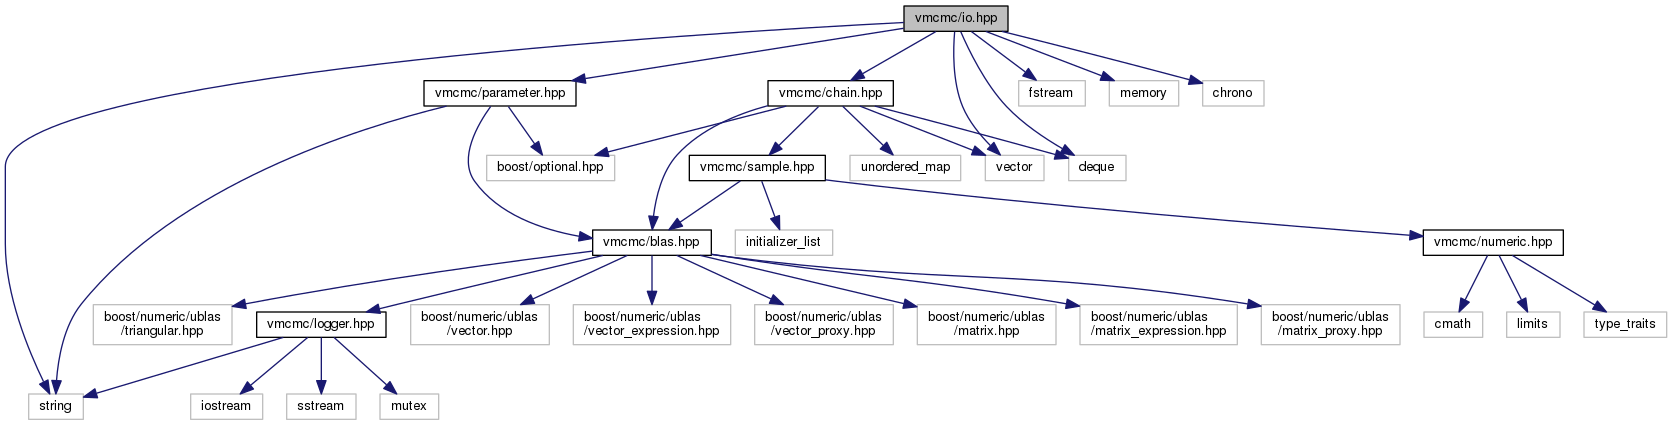 vmcmc/io.hpp
vmcmc/parameter.hpp
vmcmc/chain.hpp
fstream
memory
chrono
boost/optional.hpp
vmcmc/sample.hpp
unordered_map
vector
deque
vmcmc/blas.hpp
initializer_list
vmcmc/numeric.hpp
boost/numeric/ublas
/triangular.hpp
vmcmc/logger.hpp
boost/numeric/ublas
/vector.hpp
boost/numeric/ublas
/vector_expression.hpp
boost/numeric/ublas
/vector_proxy.hpp
boost/numeric/ublas
/matrix.hpp
boost/numeric/ublas
/matrix_expression.hpp
boost/numeric/ublas
/matrix_proxy.hpp
cmath
limits
type_traits
string
iostream
sstream
mutex